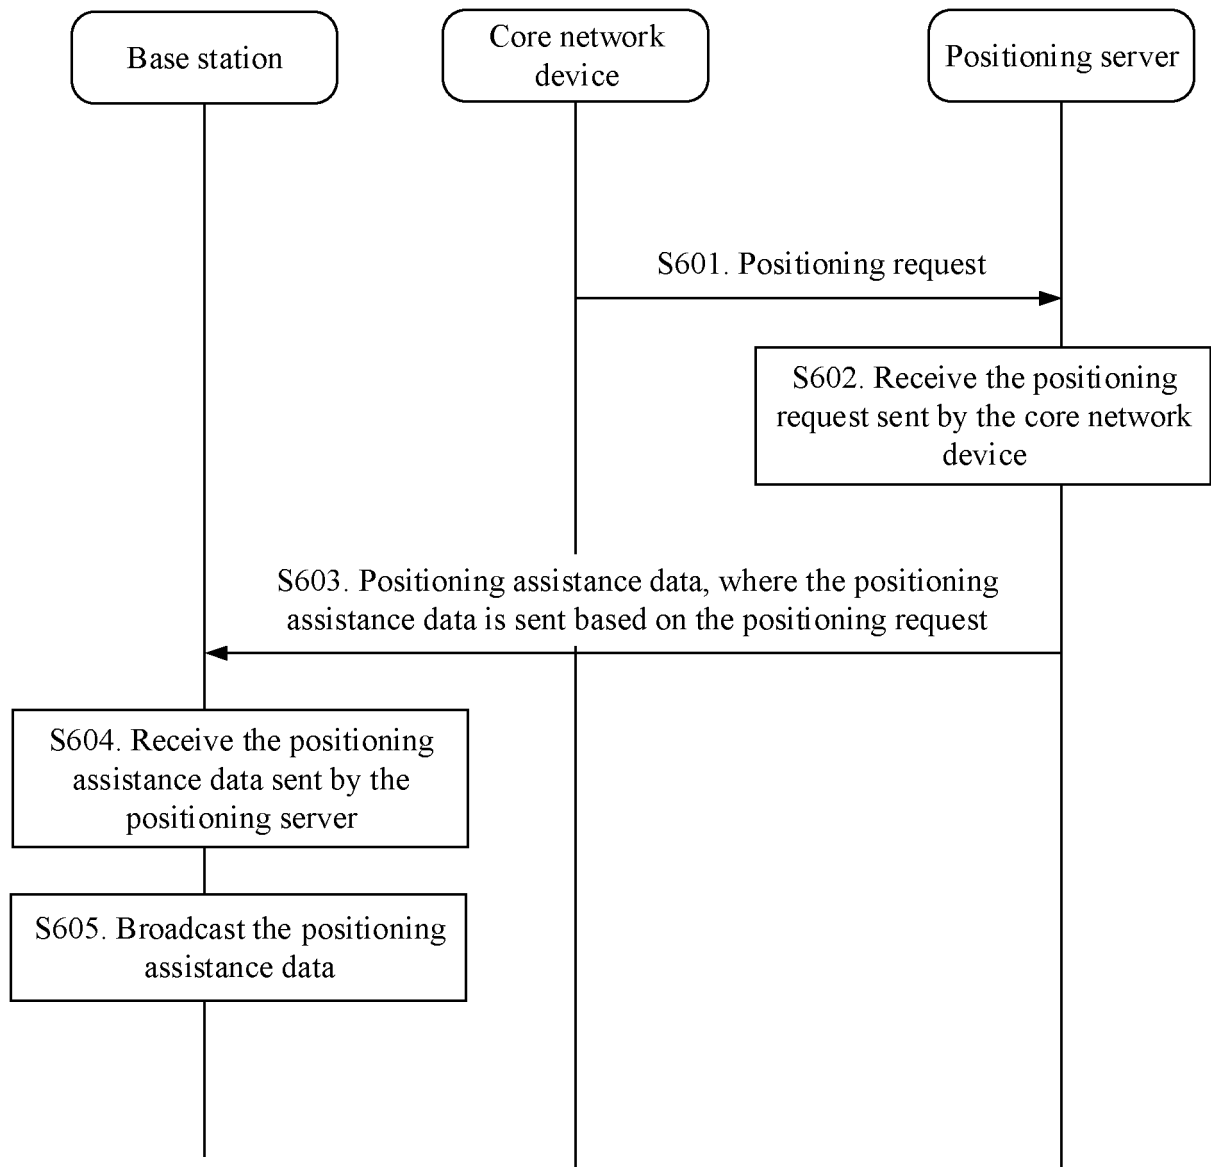 Base station
Core network
device
Positioning server
S601. Positioning request
S602. Receive the positioning
request sent by the core network
device
S603. Positioning assistance data, where the positioning
assistance data is sent based on the positioning request
S604. Receive the positioning
assistance data sent by the
positioning server
S605. Broadcast the positioning
assistance data